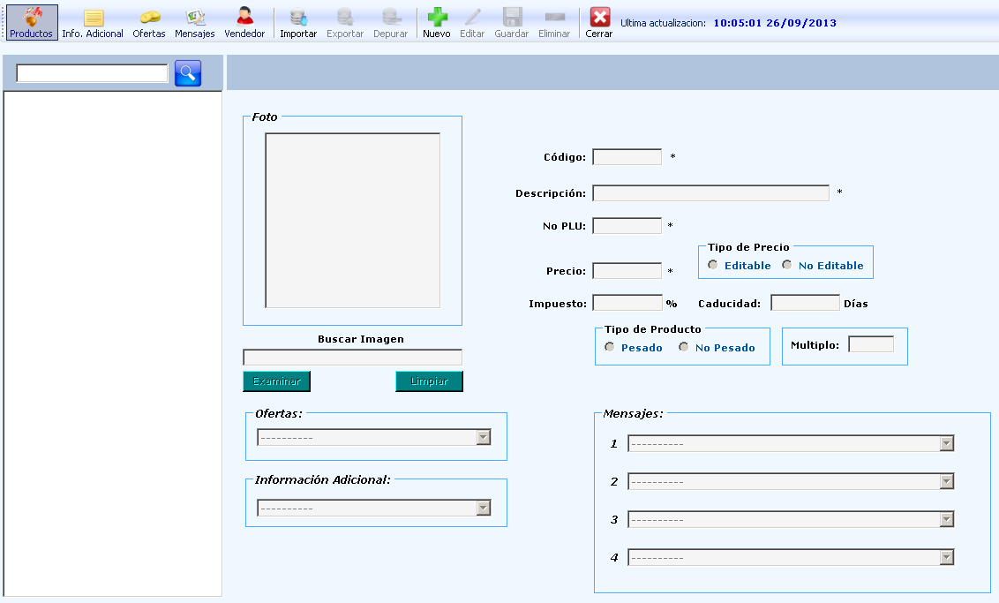 Productos Info. Adicional Ofertas Mensajes Vendedor Importar Exportar Depurar Nuevo Editar Guardar Eliminar Cerrar Ultima actualizacion: 10:05:01 26/09/2013
Foto
Código: *
Descripción: *
No PLU: *
Tipo de Precio
Precio: * Editable No Editable
Impuesto: % Caducidad: Días
Tipo de Producto
Pesado No Pesado Multiplo:
Buscar Imagen
Examinar Limpiar
Ofertas:
----------
Información Adicional:
----------
Mensajes:
1 ----------
2 ----------
3 ----------
4 ----------